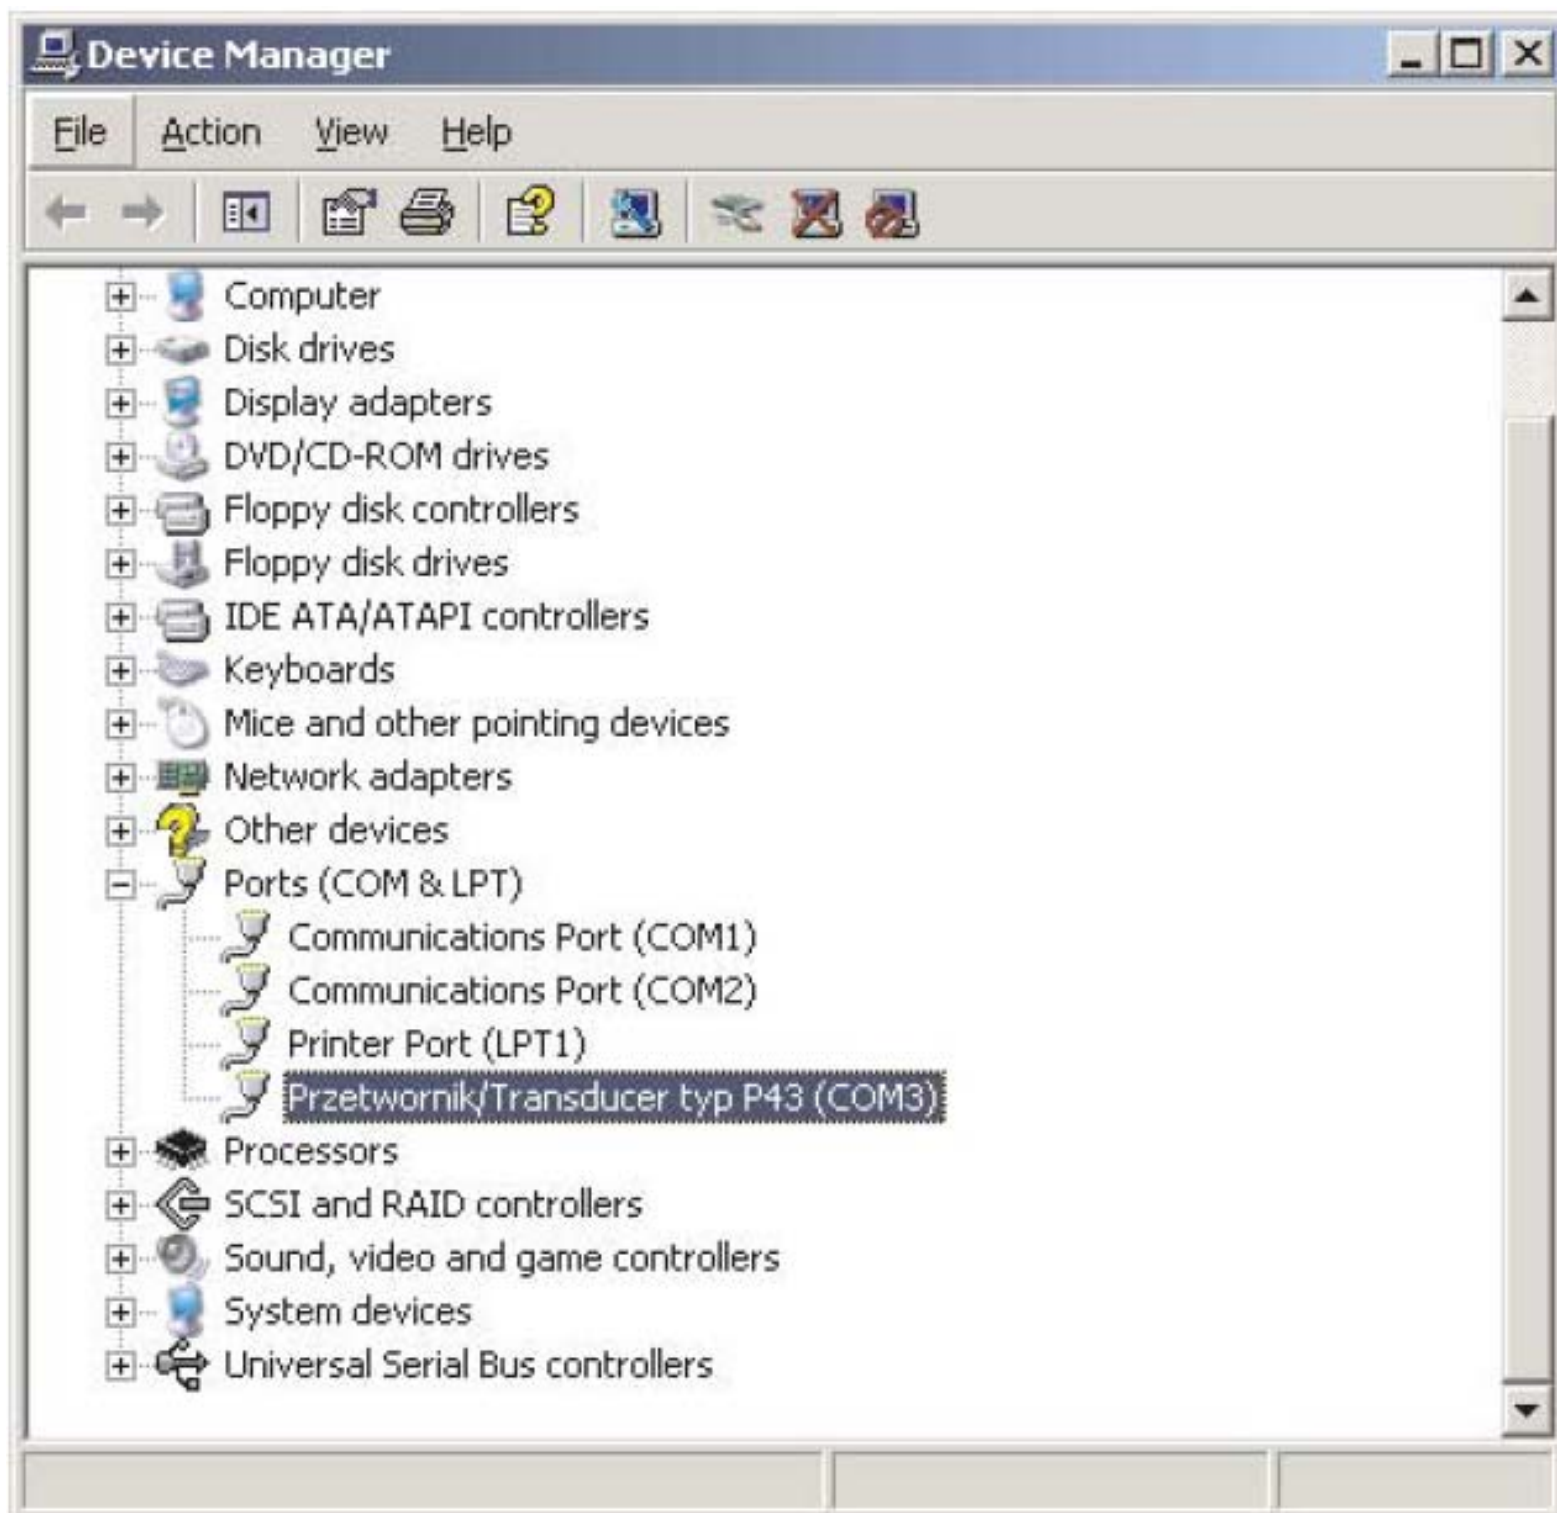 Device Manager
File Action View Help
Computer
Disk drives
Display adapters
DVD/CD-ROM drives
Floppy disk controllers
Floppy disk drives
IDE ATA/ATAPI controllers
Keyboards
Mice and other pointing devices
Network adapters
Other devices
Ports (COM & LPT)
Communications Port (COM1)
Communications Port (COM2)
Printer Port (LPT1)
Przetwornik/Transducer typ P43 (COM3)
Processors
SCSI and RAID controllers
Sound, video and game controllers
System devices
Universal Serial Bus controllers